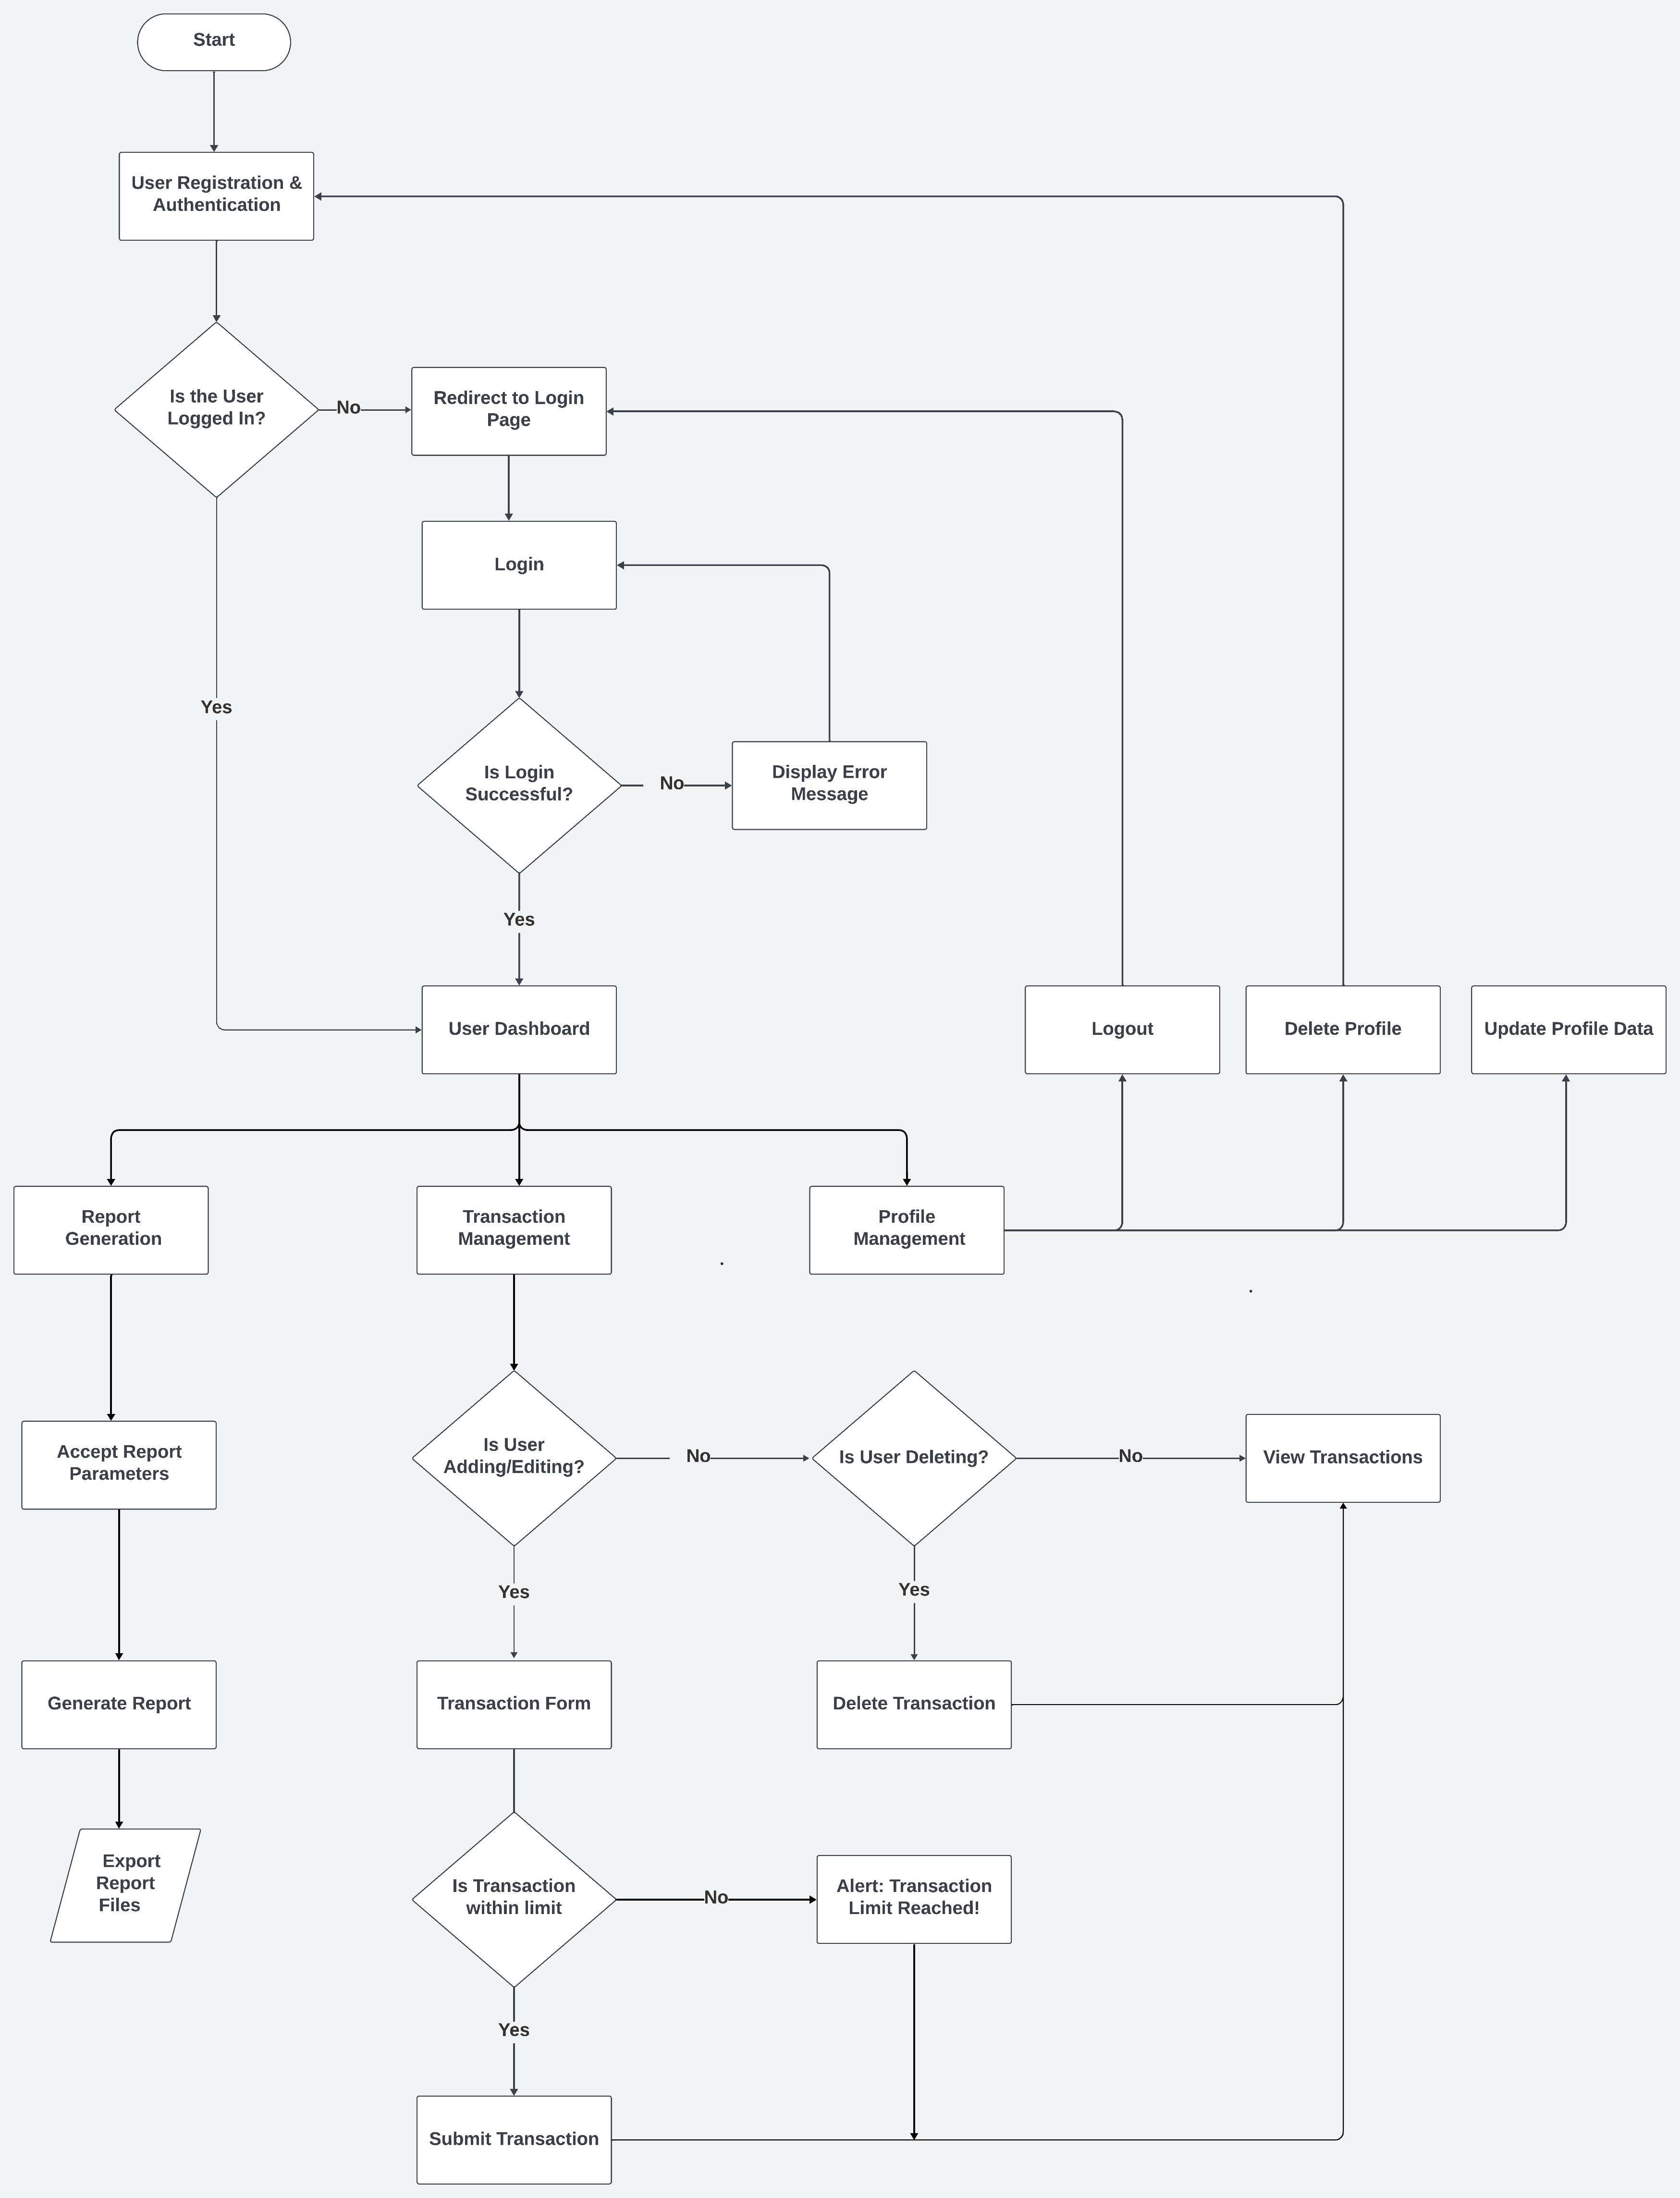 Start
User Registration &
Authentication
Is the User
Logged In?
No
Redirect to Login
Page
Login
Yes
Is Login
Successful?
No
Display Error
Message
Yes
User Dashboard
Logout
Delete Profile
Update Profile Data
Report
Generation
Transaction
Management
Profile
Management
Accept Report
Parameters
Is User
Adding/Editing?
No
Is User Deleting?
No
View Transactions
Yes
Yes
Generate Report
Transaction Form
Delete Transaction
Export
Report
Files
Is Transaction
within limit
No
Alert: Transaction
Limit Reached!
Yes
Submit Transaction